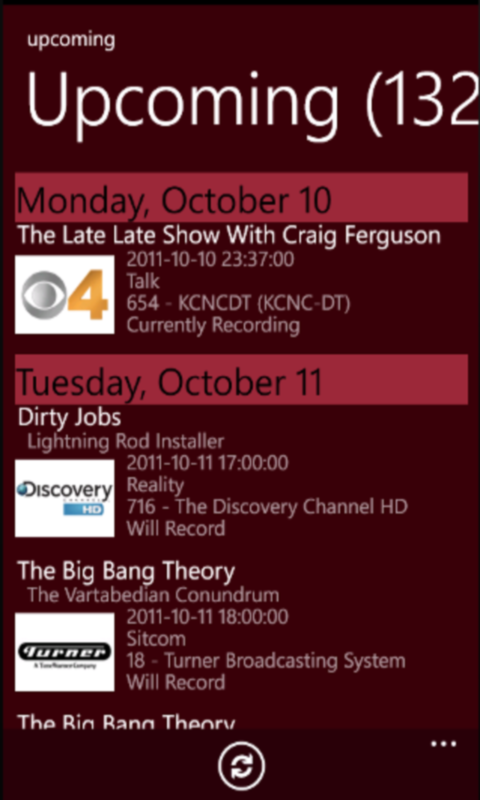 upcoming
Upcoming (132
Monday, October 10
The Late Late Show With Craig Ferguson
4
2011-10-10 23:37:00
Talk
654 - KCNCDT (KCNC-DT)
Currently Recording
Tuesday, October 11
Dirty Jobs
Lightning Rod Installer
Discovery
CHANNEL
HD
2011-10-11 17:00:00
Reality
716 - The Discovery Channel HD
Will Record
The Big Bang Theory
The Vartabedian Conundrum
Turner
A TimeWarner Company
2011-10-11 18:00:00
Sitcom
18 - Turner Broadcasting System
Will Record
The Big Bang Theory